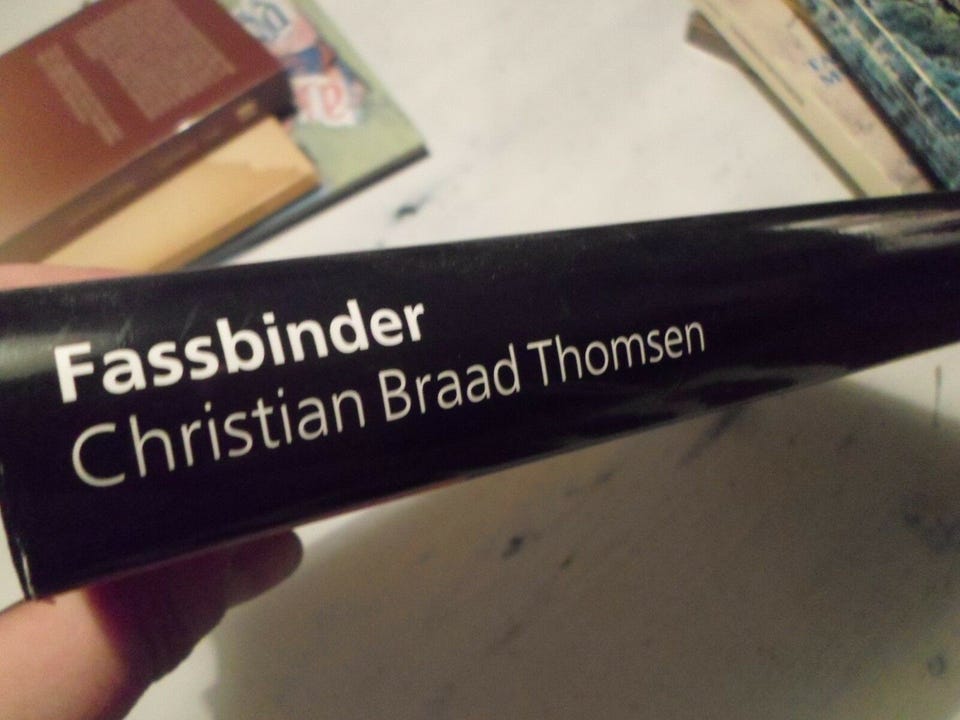 Fassbinder
Christian Braad Thomsen